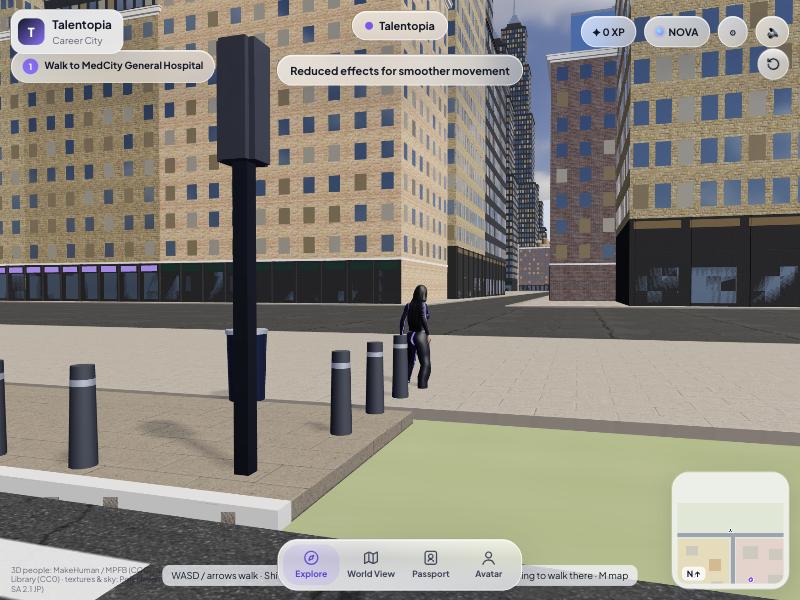 T
Talentopia
Career City
Talentopia
✦ 0 XP
NOVA
1 Walk to MedCity General Hospital
Reduced effects for smoother movement
N↑
Explore
World View
Passport
Avatar
WASD / arrows walk · Shi
ing to walk there · M map
3D people: MakeHuman / MPFB (CC0
Library (CC0) · textures & sky: Po
SA 2.1 JP)